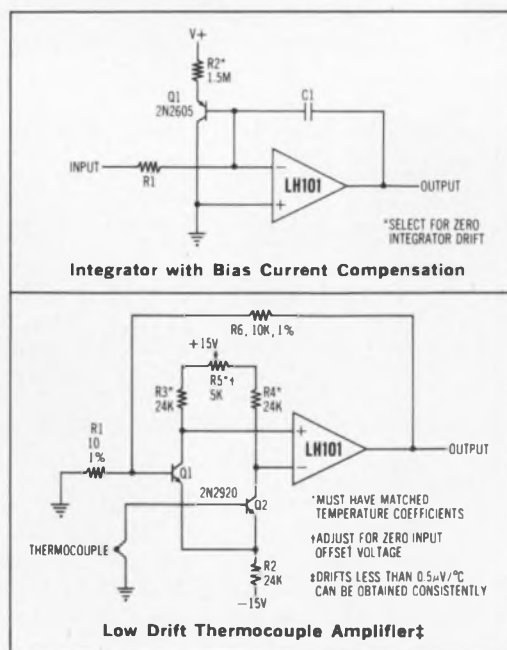 V+
R2*
1.5M
Q1
2N2605
C1
INPUT
R1
−
LH101
+
OUTPUT
*SELECT FOR ZERO
INTEGRATOR DRIFT
Integrator with Bias Current Compensation
R6, 10K, 1%
+15V
R5*†
5K
R3*
24K
R4*
24K
R1
10
1%
+
LH101
−
OUTPUT
Q1
2N2920
Q2
THERMOCOUPLE
R2
24K
−15V
*MUST HAVE MATCHED
TEMPERATURE COEFFICIENTS
†ADJUST FOR ZERO INPUT
OFFSET VOLTAGE
‡DRIFTS LESS THAN 0.5μV/°C
CAN BE OBTAINED CONSISTENTLY
Low Drift Thermocouple Amplifier‡